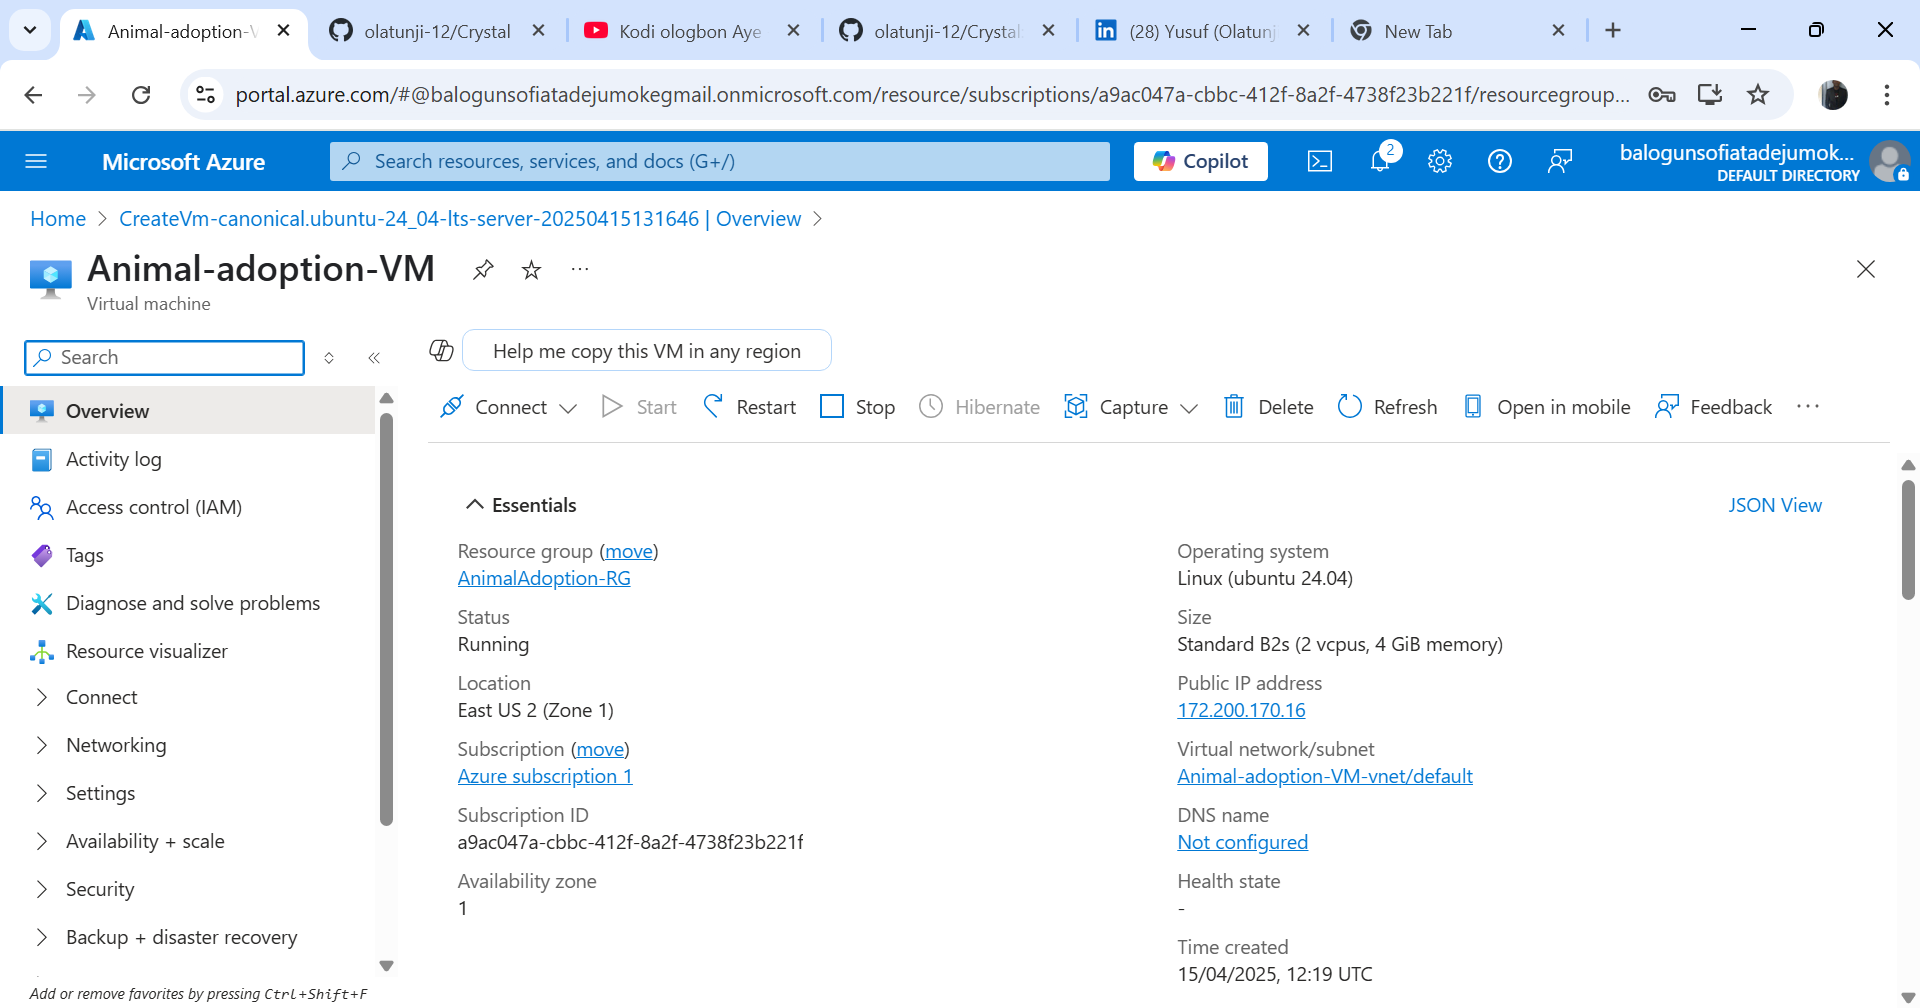 Animal-adoption-V
olatunji-12/Crystal
Kodi ologbon Aye
olatunji-12/Crystal
(28) Yusuf (Olatunj
New Tab
portal.azure.com/#@balogunsofiatadejumokegmail.onmicrosoft.com/resource/subscriptions/a9ac047a-cbbc-412f-8a2f-4738f23b221f/resourcegroup...
Microsoft Azure
Search resources, services, and docs (G+/)
Copilot
2
balogunsofiatadejumok...
DEFAULT DIRECTORY
Home > CreateVm-canonical.ubuntu-24_04-lts-server-20250415131646 | Overview >
Animal-adoption-VM
Virtual machine
Search
Help me copy this VM in any region
Connect
Start
Restart
Stop
Hibernate
Capture
Delete
Refresh
Open in mobile
Feedback
Overview
Activity log
Access control (IAM)
Tags
Diagnose and solve problems
Resource visualizer
Connect
Networking
Settings
Availability + scale
Security
Backup + disaster recovery
Add or remove favorites by pressing Ctrl+Shift+F
Essentials
JSON View
Resource group (move)
AnimalAdoption-RG
Status
Running
Location
East US 2 (Zone 1)
Subscription (move)
Azure subscription 1
Subscription ID
a9ac047a-cbbc-412f-8a2f-4738f23b221f
Availability zone
1
Operating system
Linux (ubuntu 24.04)
Size
Standard B2s (2 vcpus, 4 GiB memory)
Public IP address
172.200.170.16
Virtual network/subnet
Animal-adoption-VM-vnet/default
DNS name
Not configured
Health state
-
Time created
15/04/2025, 12:19 UTC